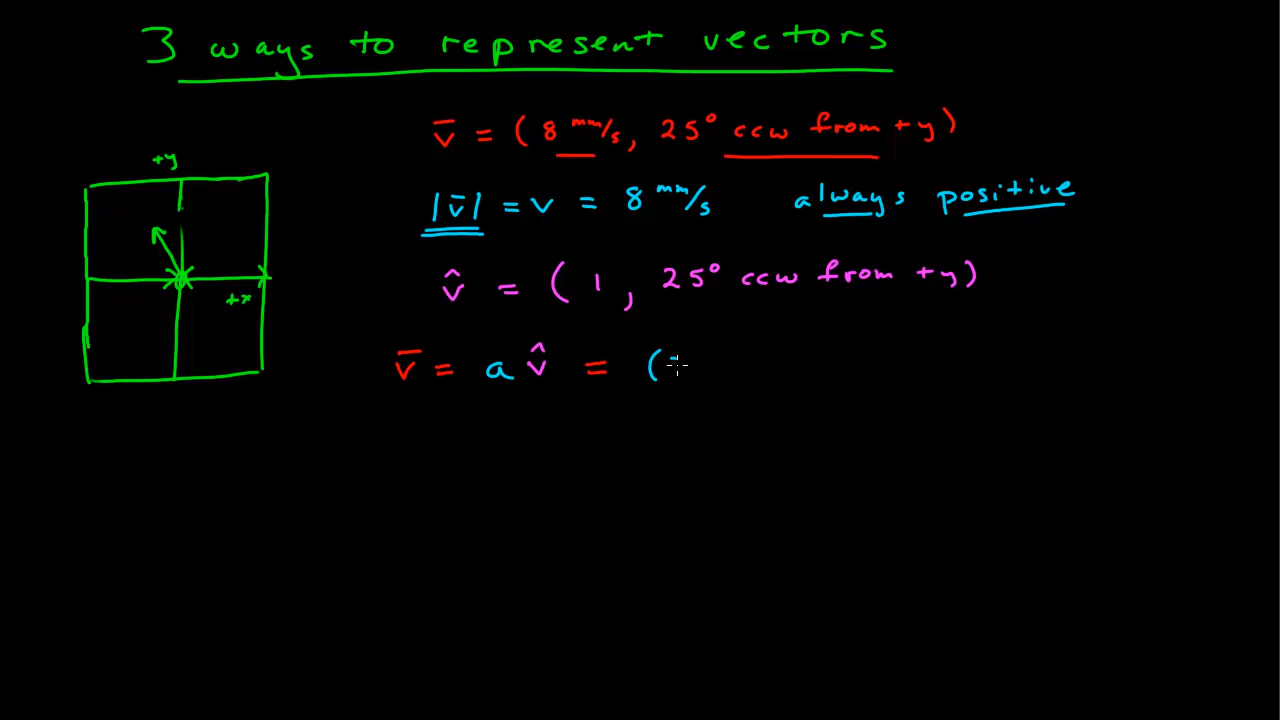 3 ways to represent vectors
v̄ = (8 mm/s, 25° ccw from +y)
+y
|v̄| = v = 8 mm/s always positive
v̂ = (1, 25° ccw from +y)
+x
v̄ = a v̂ = (